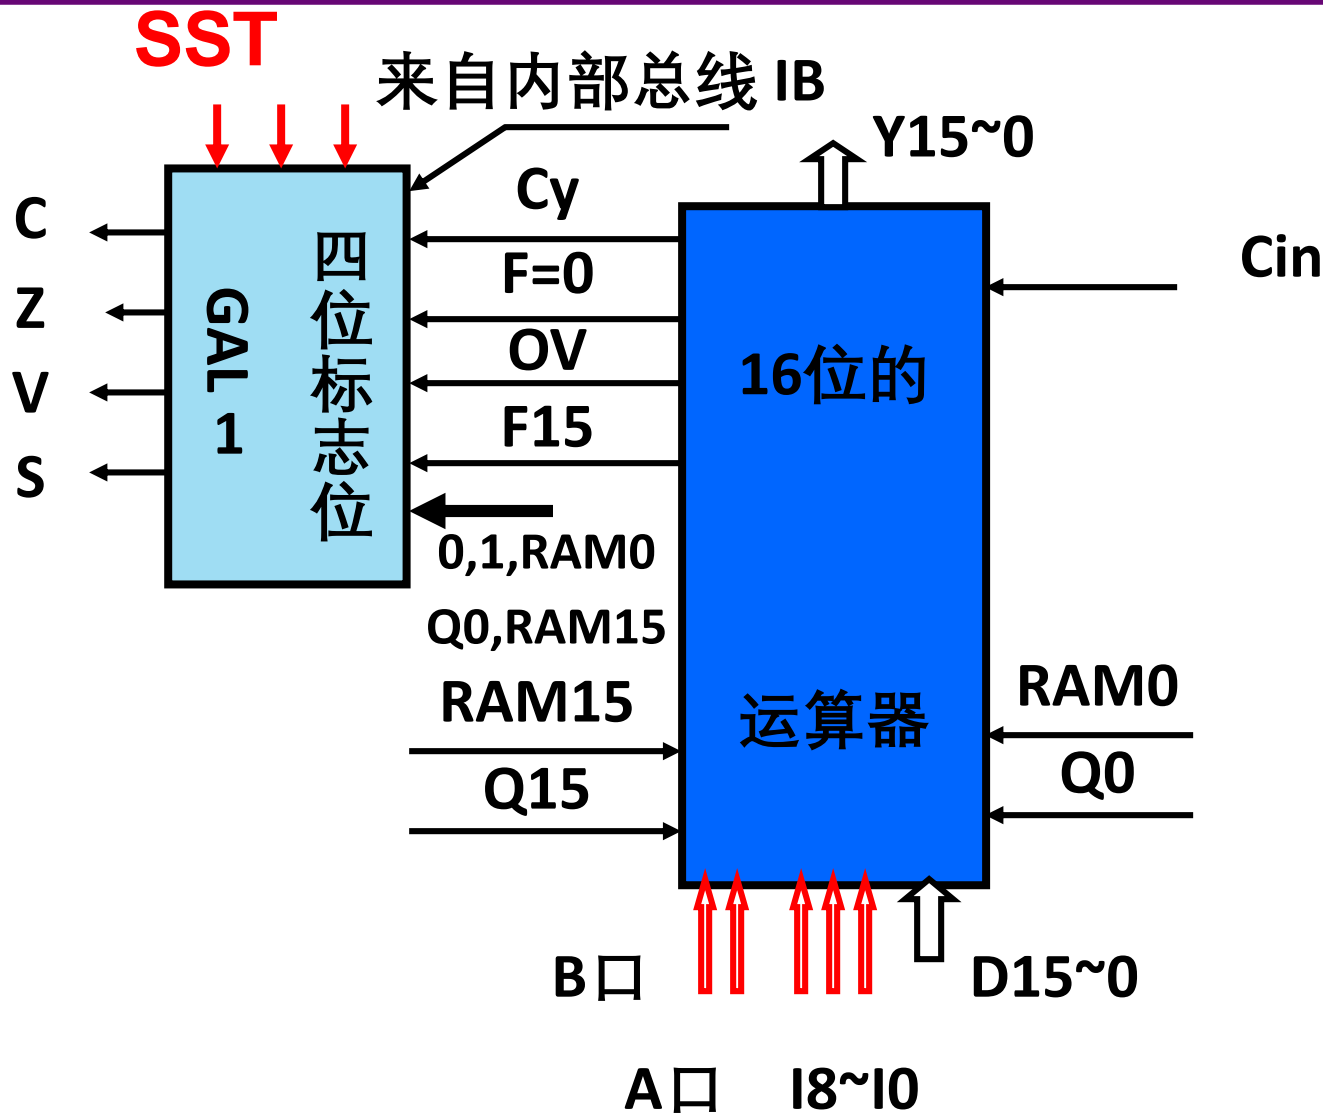 SST
来自内部总线 IB
Y15~0
C
Z
V
S
GAL 1
四位标志位
Cy
F=0
OV
F15
0,1,RAM0
Q0,RAM15
RAM15
Q15
16位的
运算器
Cin
RAM0
Q0
B口
D15~0
A口
I8~I0